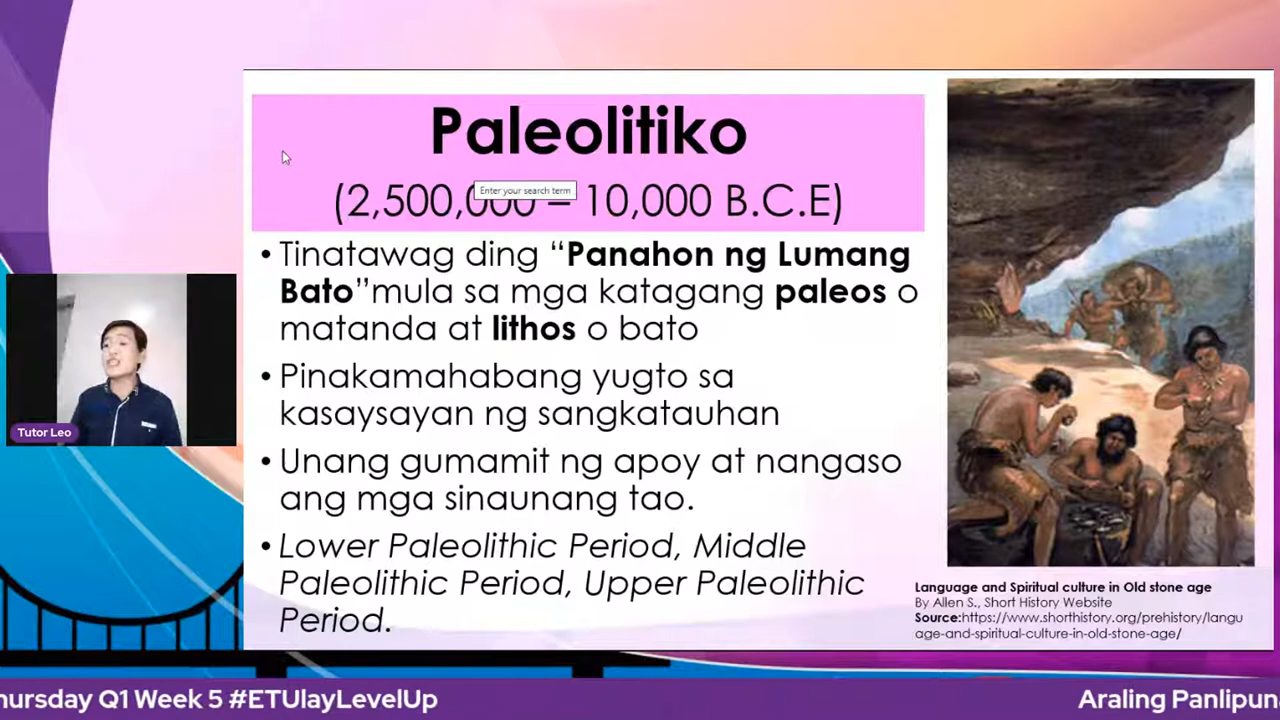 Paleolitiko
(2,500,000 – 10,000 B.C.E)
Enter your search term
• Tinatawag ding “Panahon ng Lumang
Bato”mula sa mga katagang paleos o
matanda at lithos o bato
• Pinakamahabang yugto sa
kasaysayan ng sangkatauhan
• Unang gumamit ng apoy at nangaso
ang mga sinaunang tao.
• Lower Paleolithic Period, Middle
Paleolithic Period, Upper Paleolithic
Period.
Language and Spiritual culture in Old stone age
By Allen S., Short History Website
Source:https://www.shorthistory.org/prehistory/langu
age-and-spiritual-culture-in-old-stone-age/
Tutor Leo
hursday Q1 Week 5 #ETUlayLevelUp
Araling Panlipun